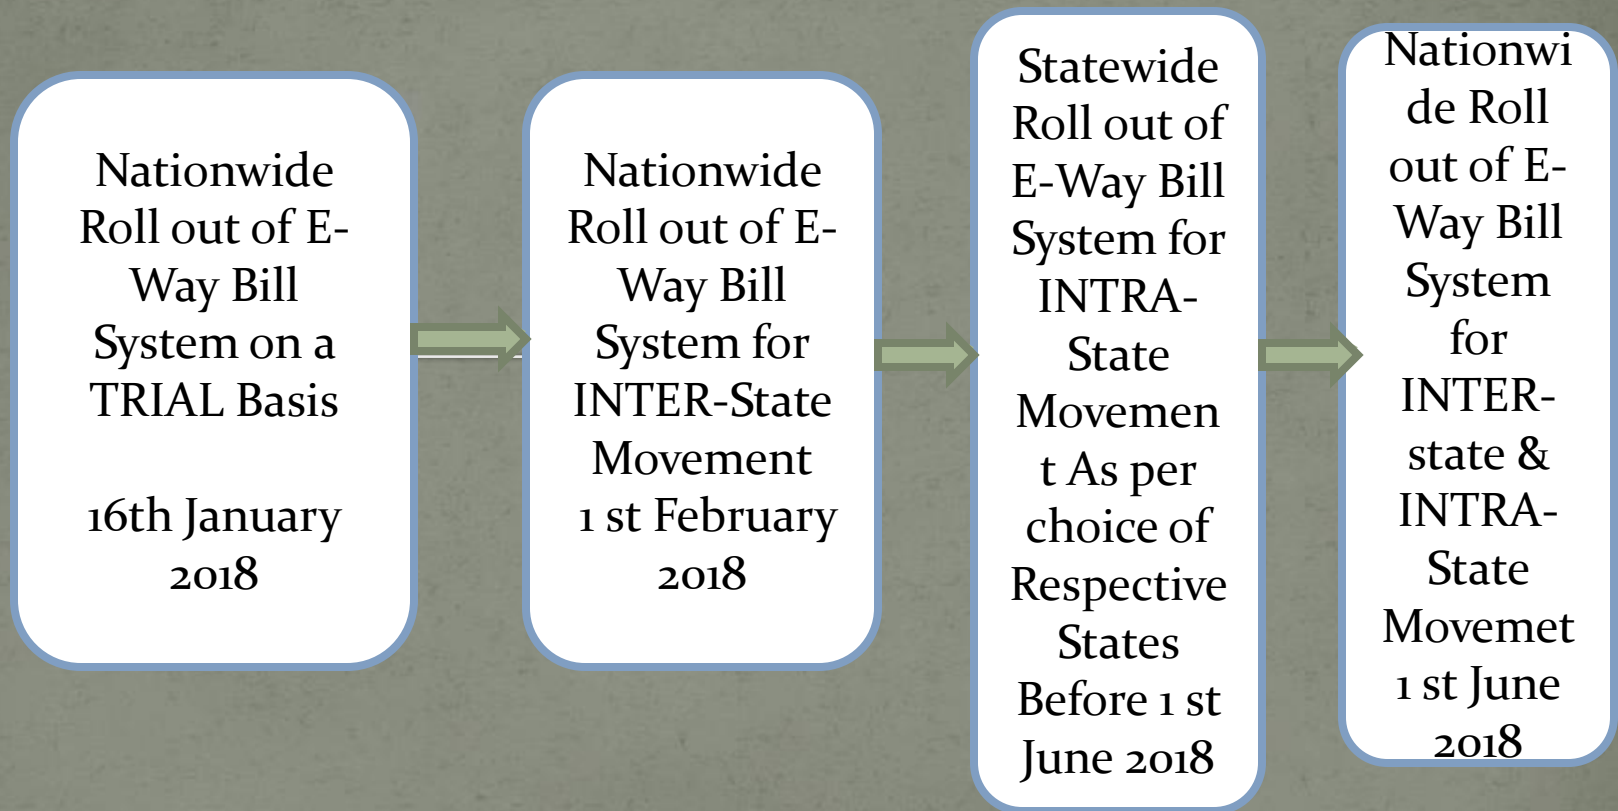 Nationwide
Roll out of E-
Way Bill
System on a
TRIAL Basis
16th January
2018
Nationwide
Roll out of E-
Way Bill
System for
INTER-State
Movement
1 st February
2018
Statewide
Roll out of
E-Way Bill
System for
INTRA-
State
Movemen
t As per
choice of
Respective
States
Before 1 st
June 2018
Nationwi
de Roll
out of E-
Way Bill
System
for
INTER-
state &
INTRA-
State
Movemet
1 st June
2018